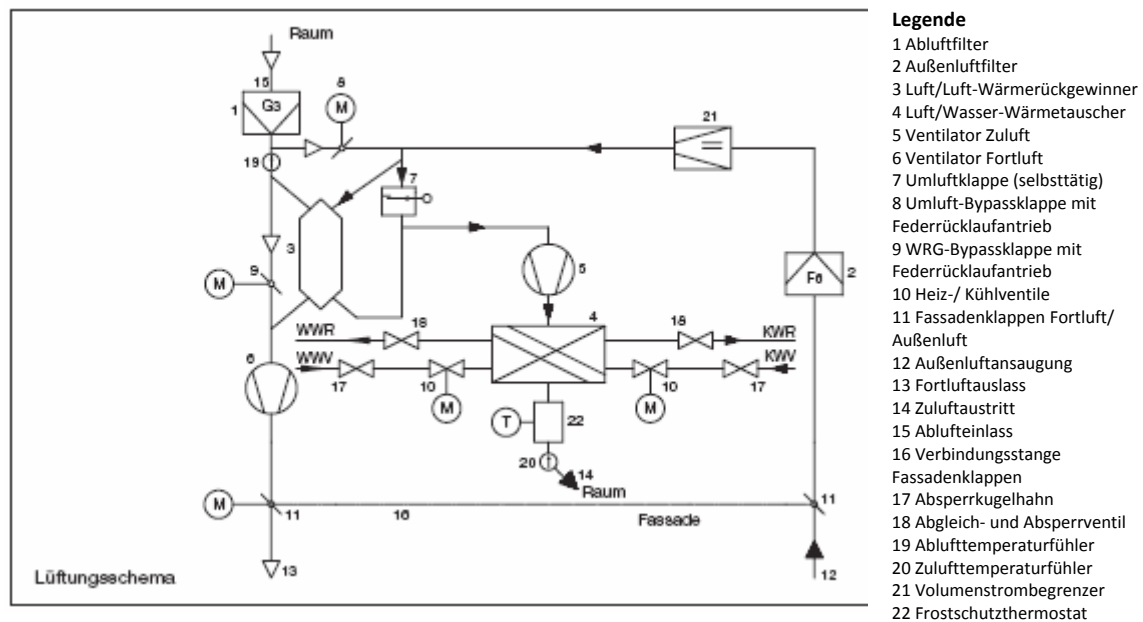 Raum
15
1
G3
8
M
21
19
7
3
M
9
5
F6
2
4
WWR
18
18
KWR
6
WWV
KWV
17
10
10
17
M
M
T
22
20
14
Raum
M
11
16
Fassade
11
Lüftungsschema
13
12
Legende
1 Abluftfilter
2 Außenluftfilter
3 Luft/Luft-Wärmerückgewinner
4 Luft/Wasser-Wärmetauscher
5 Ventilator Zuluft
6 Ventilator Fortluft
7 Umluftklappe (selbsttätig)
8 Umluft-Bypassklappe mit
Federrücklaufantrieb
9 WRG-Bypassklappe mit
Federrücklaufantrieb
10 Heiz-/ Kühlventile
11 Fassadenklappen Fortluft/
Außenluft
12 Außenluftansaugung
13 Fortluftauslass
14 Zuluftaustritt
15 Ablufteinlass
16 Verbindungsstange
Fassadenklappen
17 Absperrkugelhahn
18 Abgleich- und Absperrventil
19 Ablufttemperaturfühler
20 Zulufttemperaturfühler
21 Volumenstrombegrenzer
22 Frostschutzthermostat